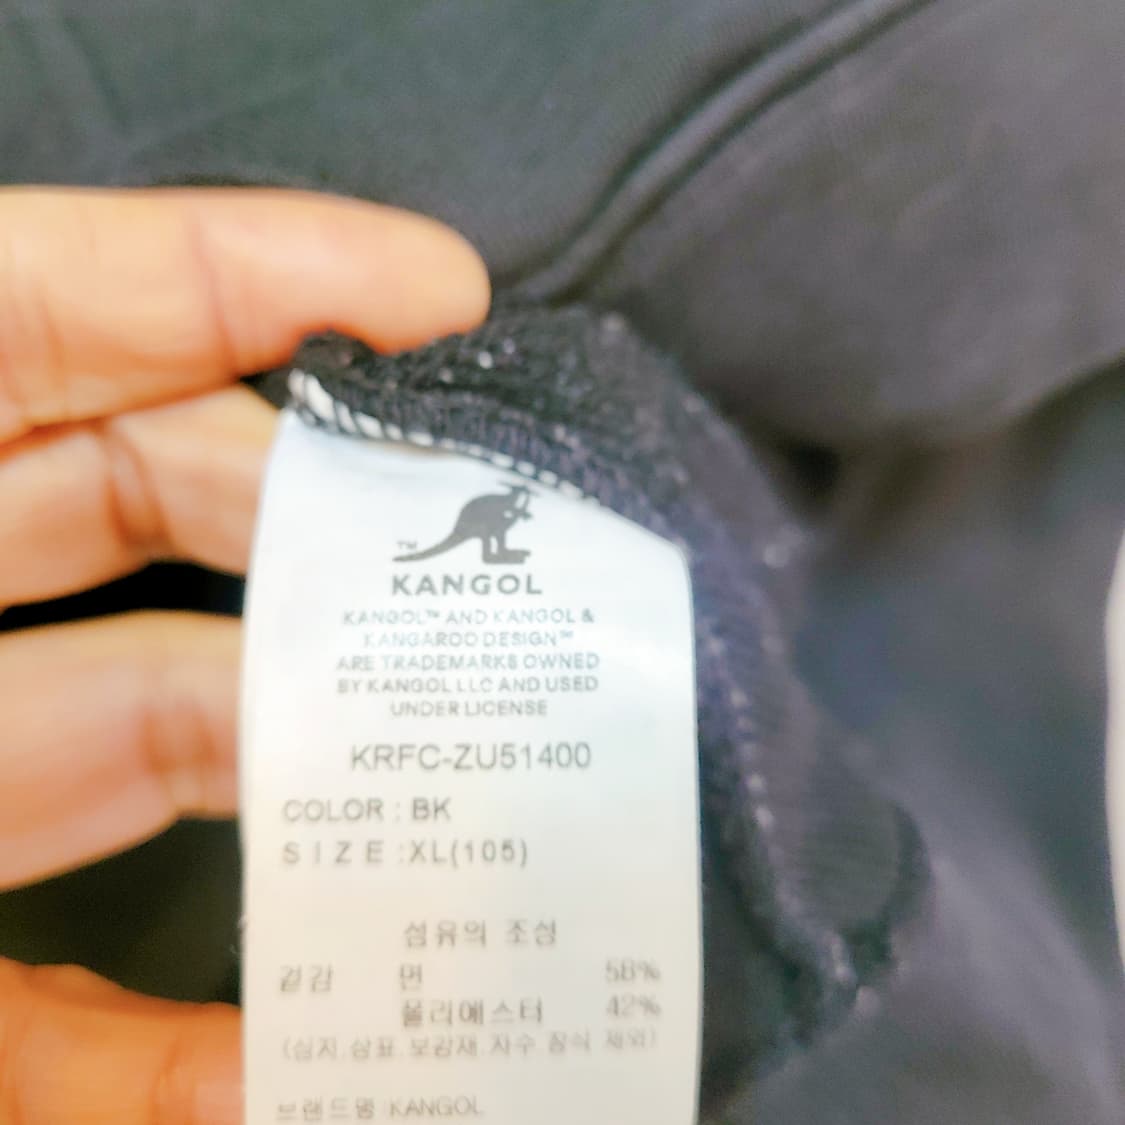 ™
KANGOL
KANGOL™ AND KANGOL &
KANGAROO DESIGN™
ARE TRADEMARKS OWNED
BY KANGOL LLC AND USED
UNDER LICENSE
KRFC-ZU51400
COLOR : BK
SIZE :XL(105)
섬유의 조성
겉감 면 58%
폴리에스터 42%
(심지.상표.보강재.자수 장식 제외)
브랜드명:KANGOL